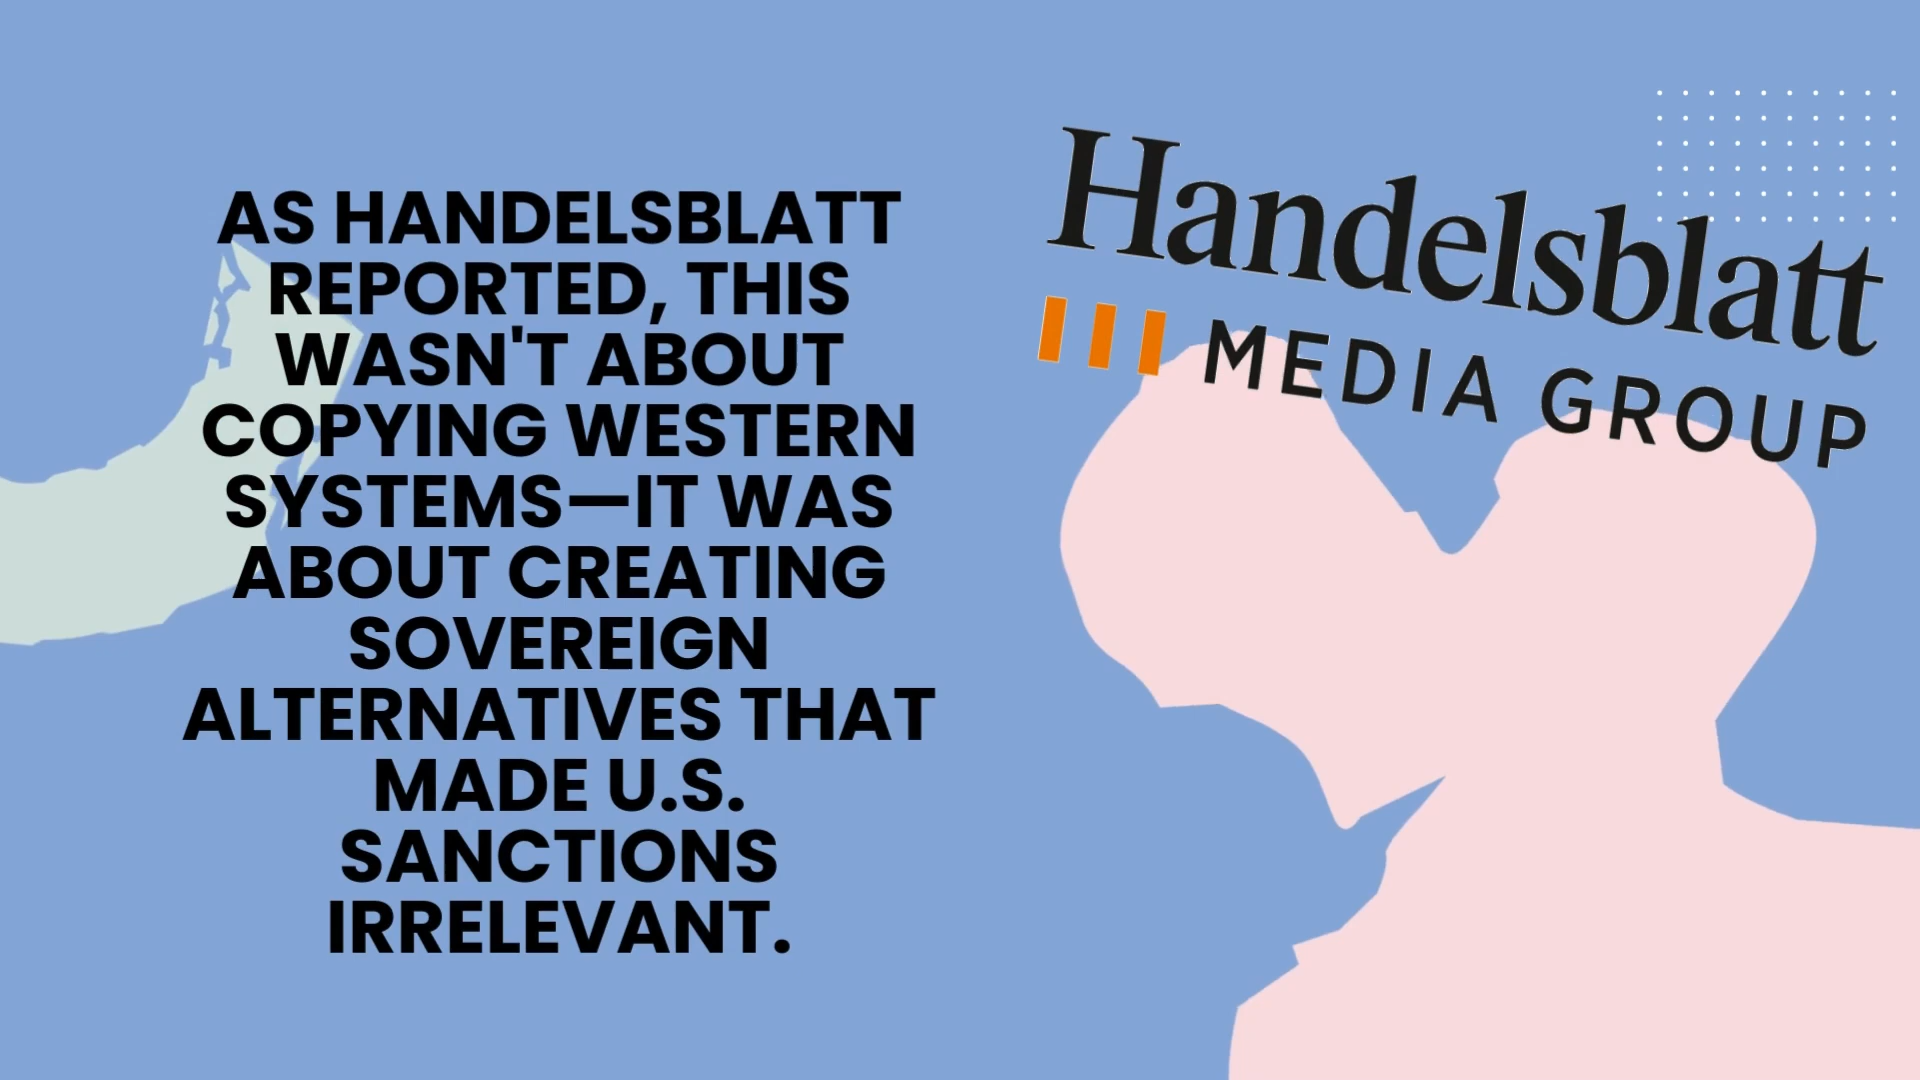 AS HANDELSBLATT
REPORTED, THIS
WASN'T ABOUT
COPYING WESTERN
SYSTEMS—IT WAS
ABOUT CREATING
SOVEREIGN
ALTERNATIVES THAT
MADE U.S.
SANCTIONS
IRRELEVANT.
Handelsblatt
MEDIA GROUP